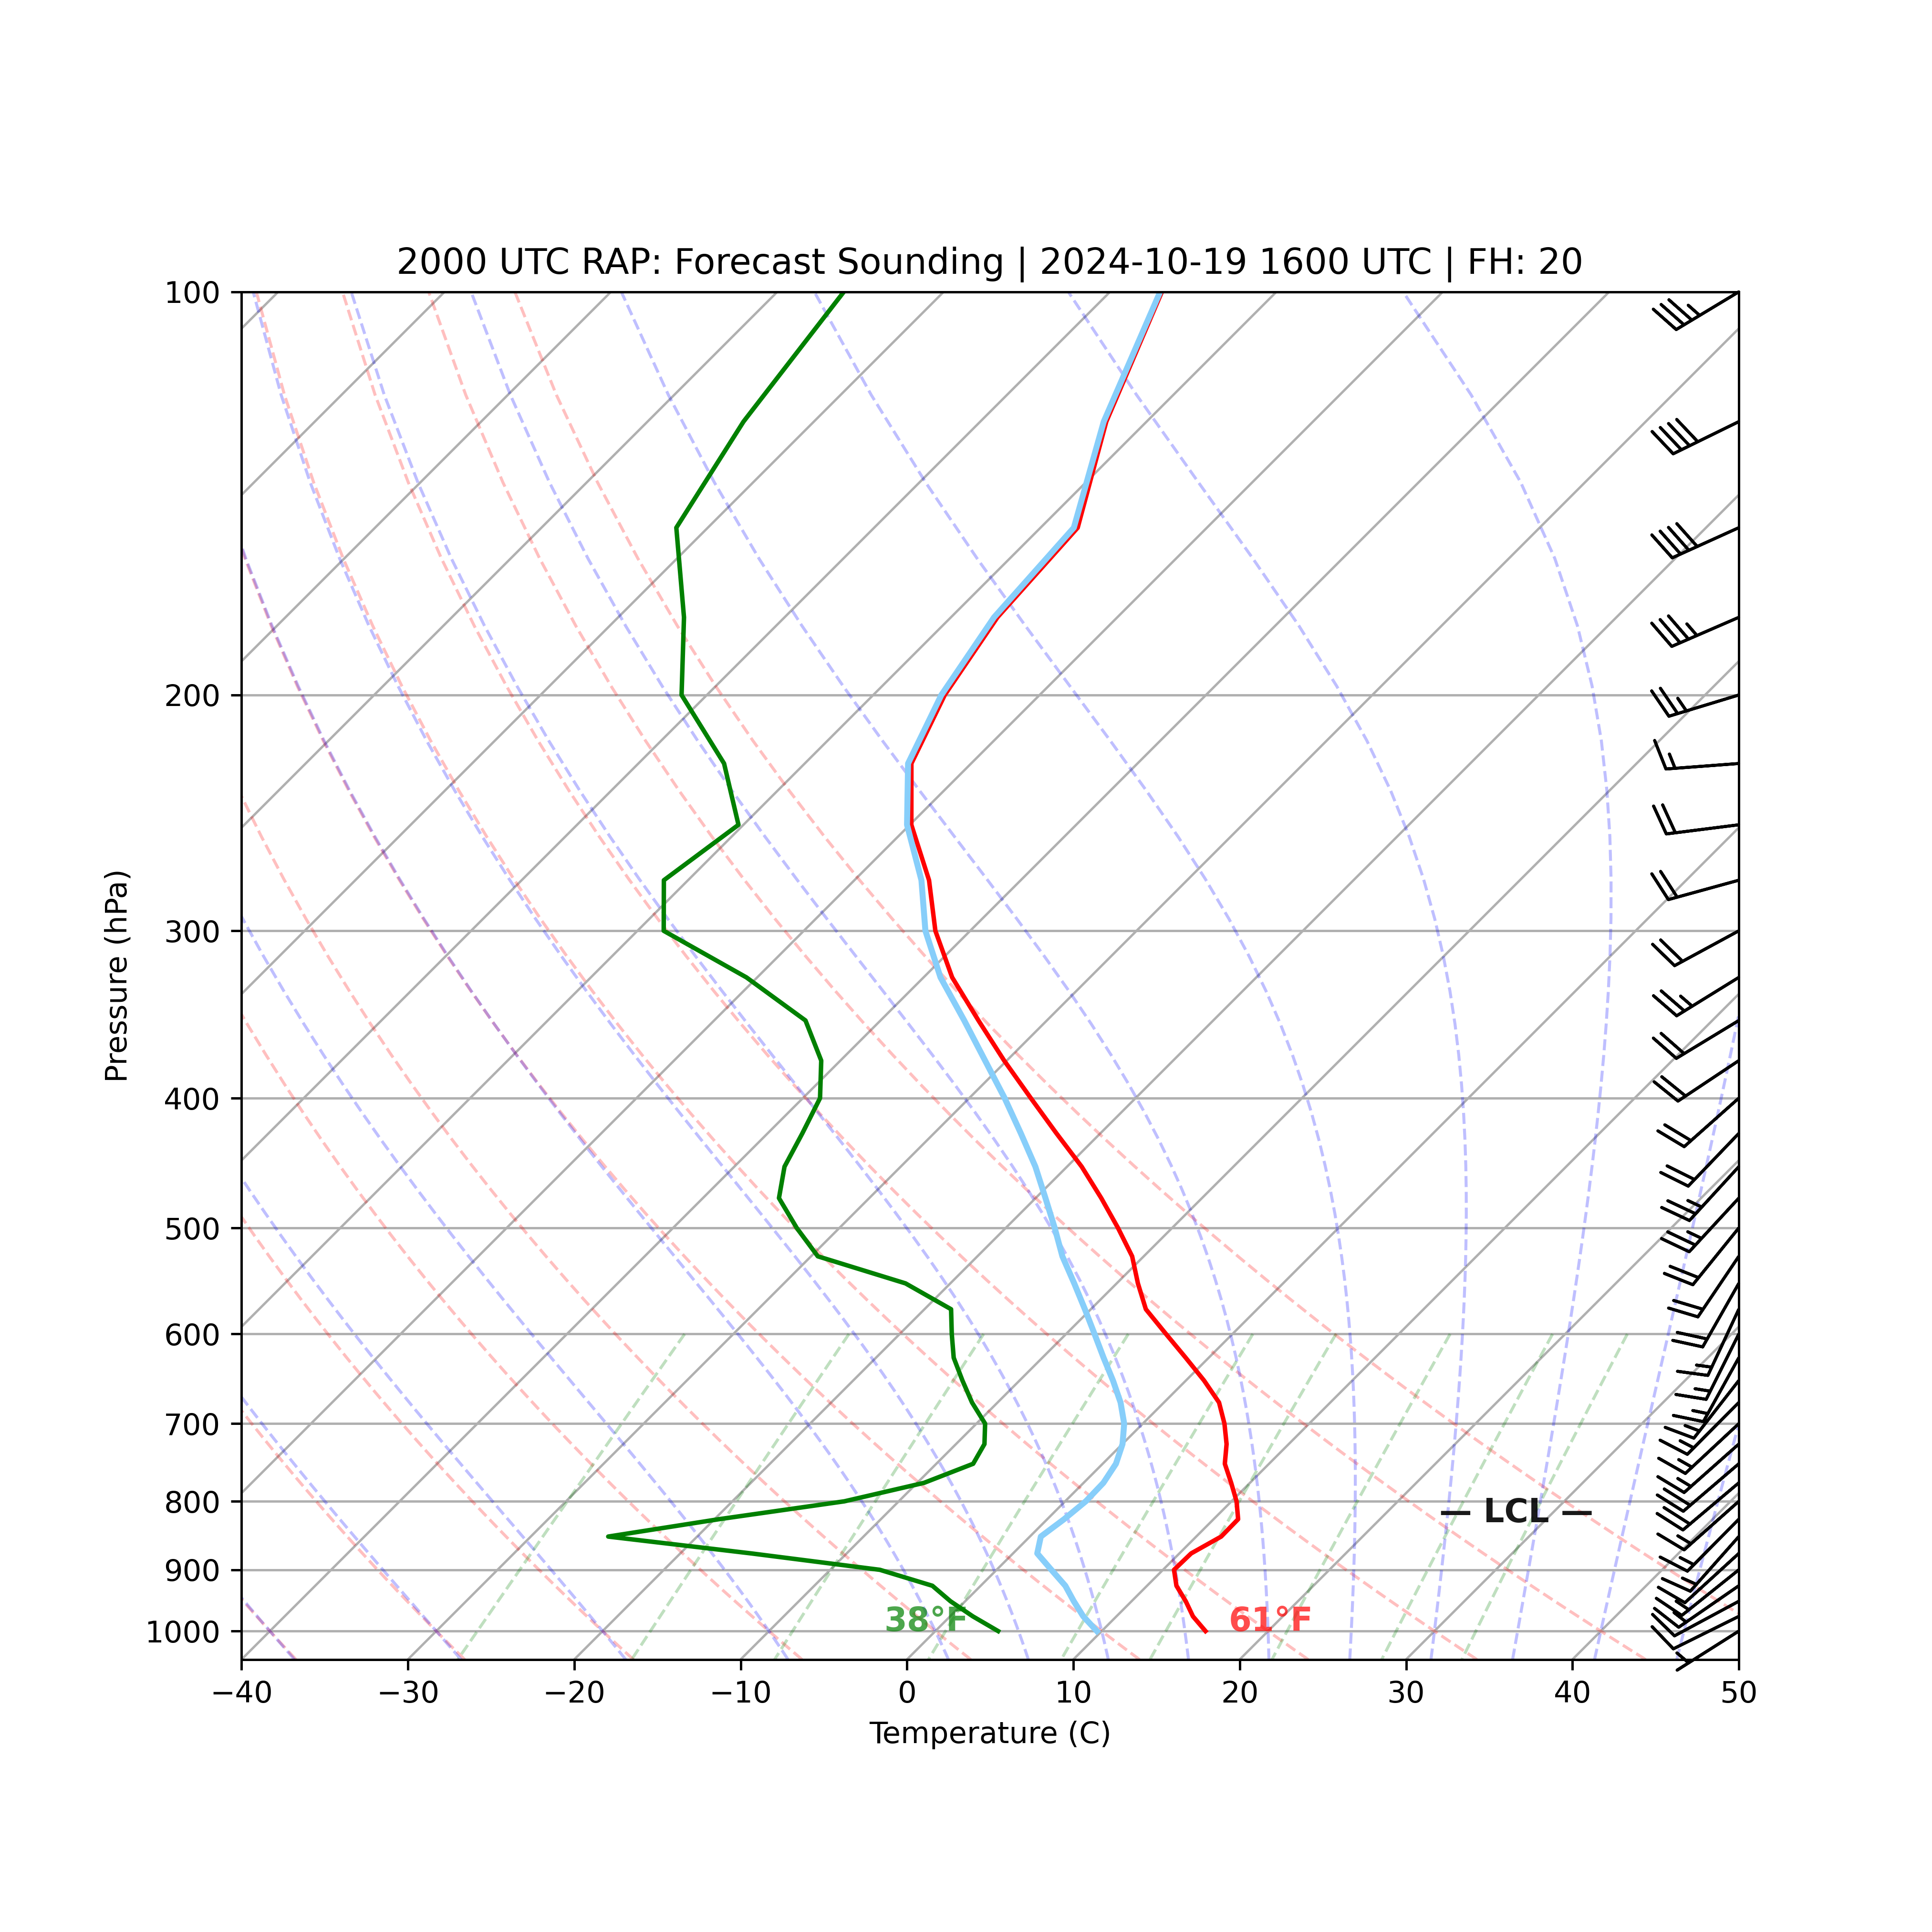 2000 UTC RAP: Forecast Sounding | 2024-10-19 1600 UTC | FH: 20
100
200
300
400
500
600
700
800
900
1000
Pressure (hPa)
— LCL —
38°F
61°F
−40 −30 −20 −10 0 10 20 30 40 50
Temperature (C)